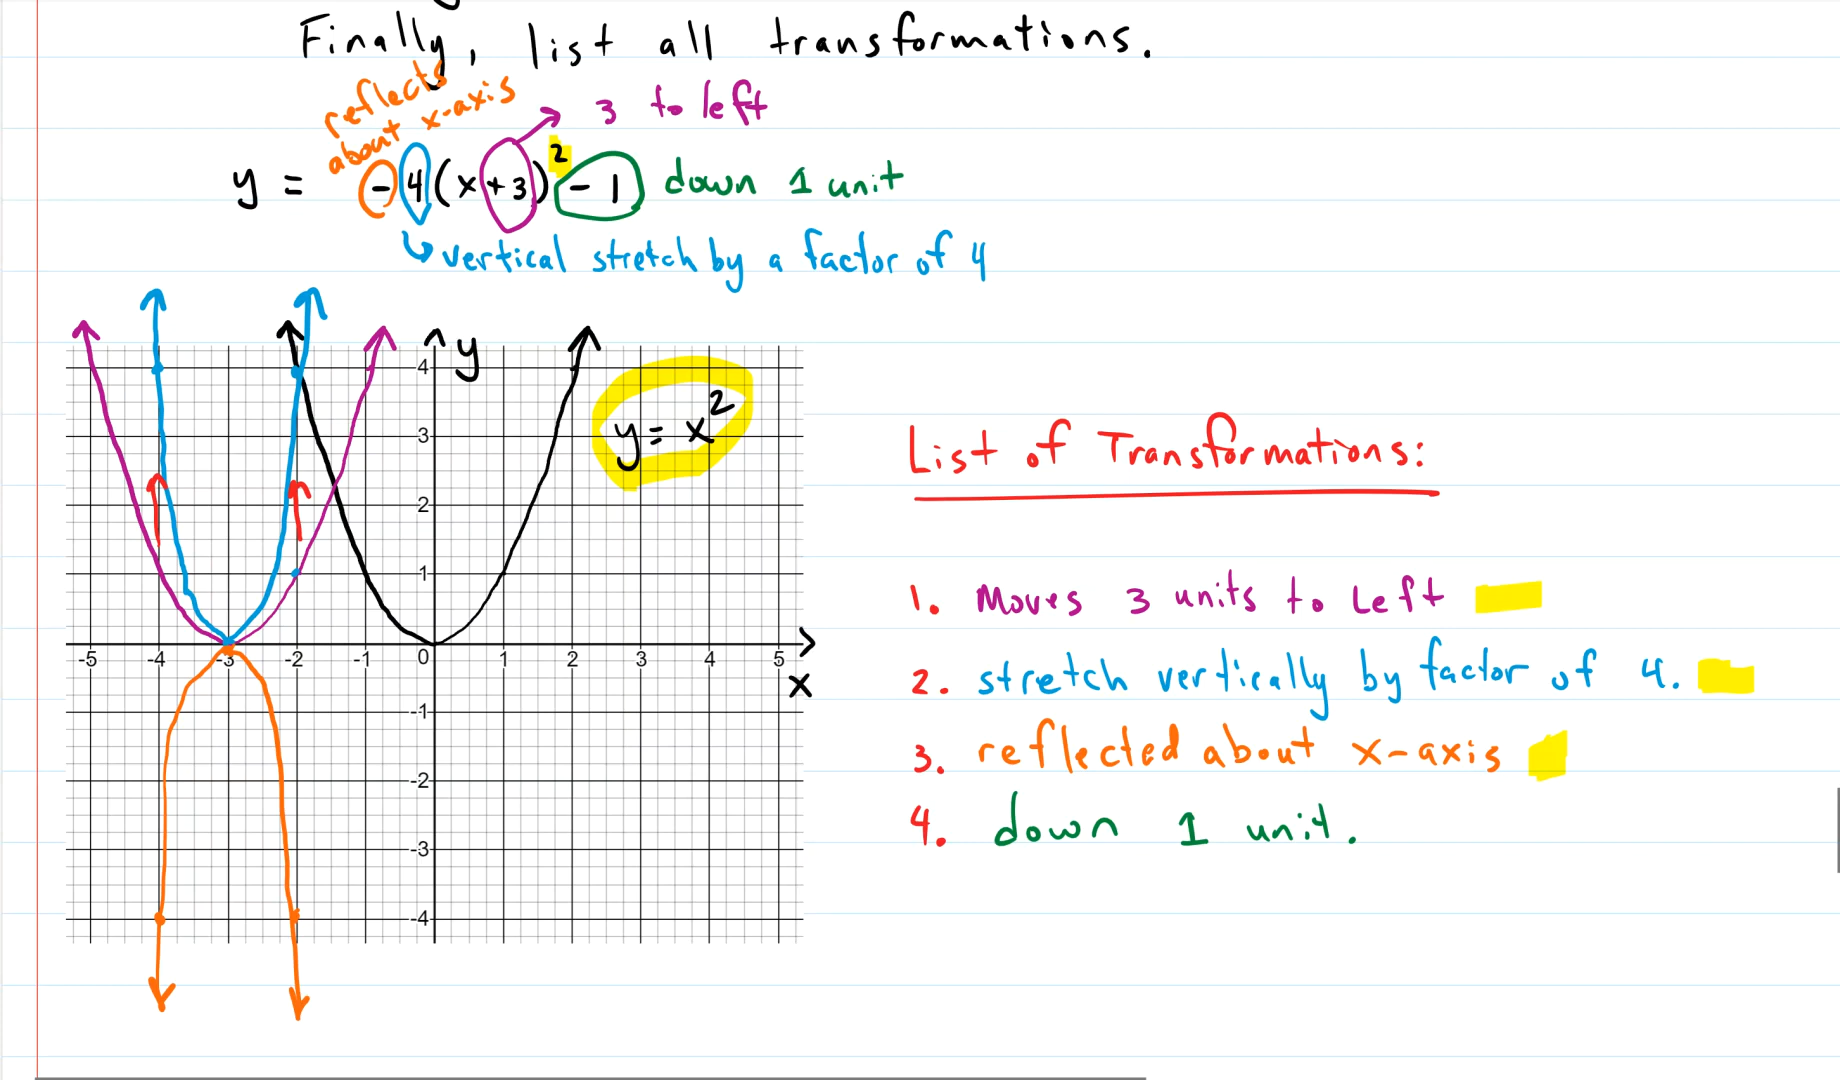 Finally, list all transformations.
reflects
about x-axis
3 to left
y = -4(x+3)² - 1 down 1 unit
vertical stretch by a factor of 4
y
y = x²
4
3
2
1
-5 -4 -3 -2 -1 0 1 2 3 4 5
x
-1
-2
-3
-4
List of Transformations:
1. Moves 3 units to Left
2. stretch vertically by factor of 4.
3. reflected about x-axis
4. down 1 unit.